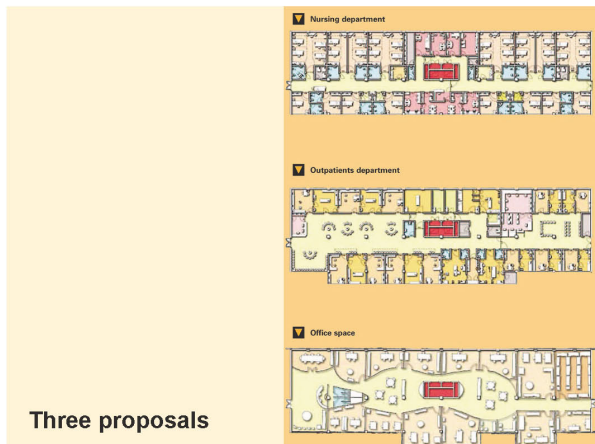 Nursing department
Outpatients department
Office space
Three proposals